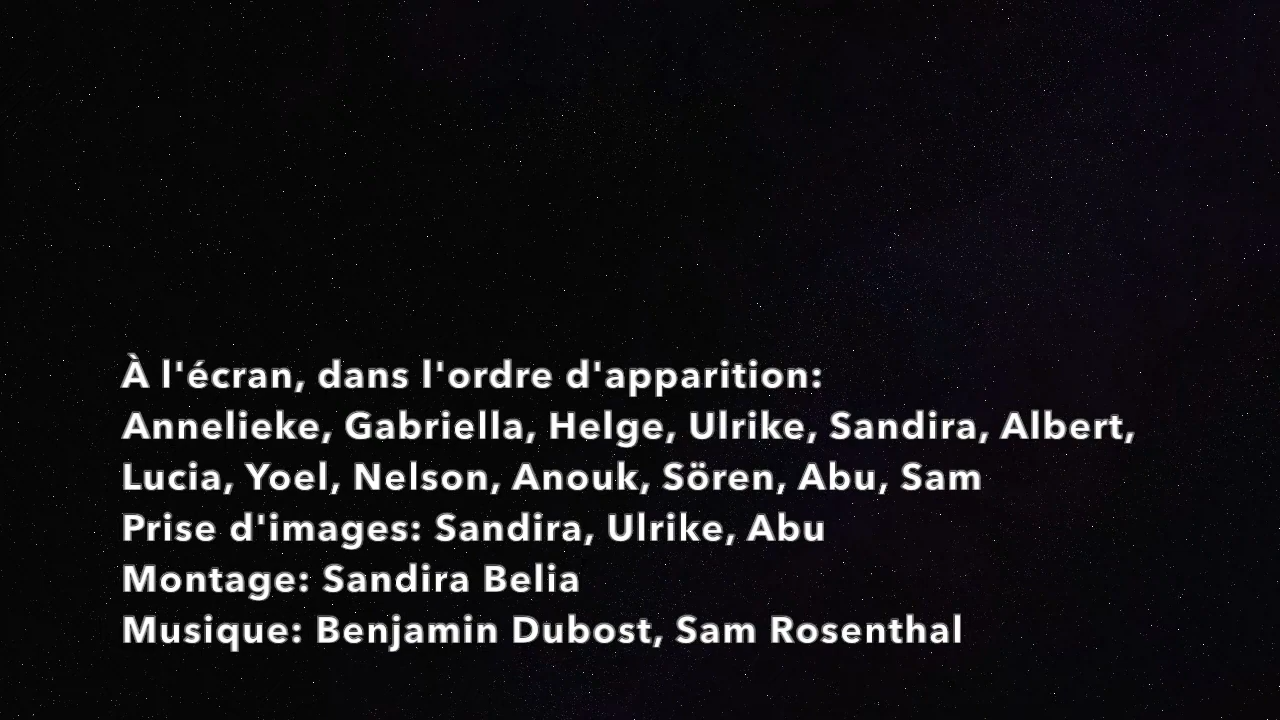 À l'écran, dans l'ordre d'apparition:
Annelieke, Gabriella, Helge, Ulrike, Sandira, Albert,
Lucia, Yoel, Nelson, Anouk, Sören, Abu, Sam
Prise d'images: Sandira, Ulrike, Abu
Montage: Sandira Belia
Musique: Benjamin Dubost, Sam Rosenthal